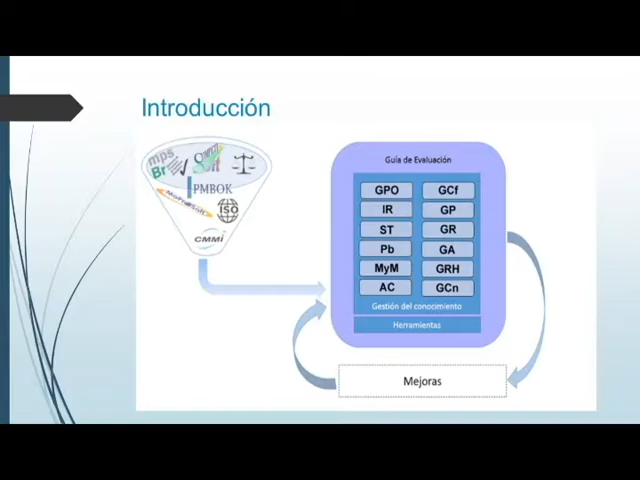 Introducción
mps
Br
PMBOK
MoProSoft
ISO
CMMI
Guía de Evaluación
GPO GCf
IR GP
ST GR
Pb GA
MyM GRH
AC GCn
Gestión del conocimiento
Herramientas
Mejoras